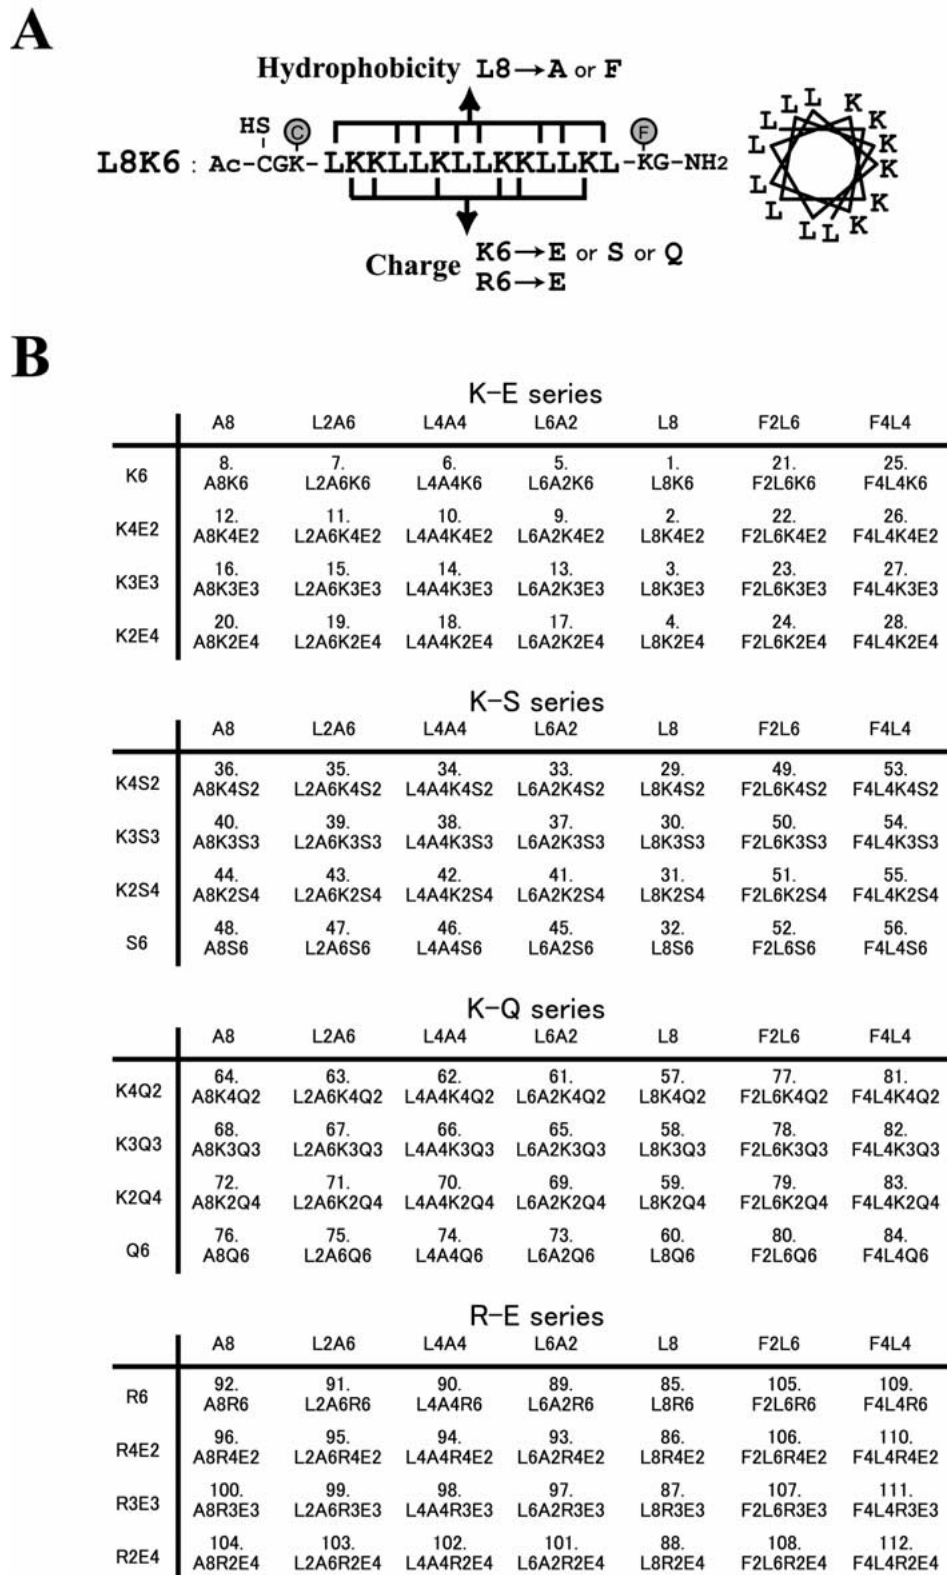 A
Hydrophobicity L8→A or F
HS
C
F
L8K6 : Ac-CGK-LKKLLKLLKKLLKL-KG-NH2
L L K
L K
L K
K
L K
L K
L L
Charge K6→E or S or Q
R6→E
B
K-E series
A8 L2A6 L4A4 L6A2 L8 F2L6 F4L4
8. 7. 6. 5. 1. 21. 25.
K6 A8K6 L2A6K6 L4A4K6 L6A2K6 L8K6 F2L6K6 F4L4K6
12. 11. 10. 9. 2. 22. 26.
K4E2 A8K4E2 L2A6K4E2 L4A4K4E2 L6A2K4E2 L8K4E2 F2L6K4E2 F4L4K4E2
16. 15. 14. 13. 3. 23. 27.
K3E3 A8K3E3 L2A6K3E3 L4A4K3E3 L6A2K3E3 L8K3E3 F2L6K3E3 F4L4K3E3
20. 19. 18. 17. 4. 24. 28.
K2E4 A8K2E4 L2A6K2E4 L4A4K2E4 L6A2K2E4 L8K2E4 F2L6K2E4 F4L4K2E4
K-S series
A8 L2A6 L4A4 L6A2 L8 F2L6 F4L4
36. 35. 34. 33. 29. 49. 53.
K4S2 A8K4S2 L2A6K4S2 L4A4K4S2 L6A2K4S2 L8K4S2 F2L6K4S2 F4L4K4S2
40. 39. 38. 37. 30. 50. 54.
K3S3 A8K3S3 L2A6K3S3 L4A4K3S3 L6A2K3S3 L8K3S3 F2L6K3S3 F4L4K3S3
44. 43. 42. 41. 31. 51. 55.
K2S4 A8K2S4 L2A6K2S4 L4A4K2S4 L6A2K2S4 L8K2S4 F2L6K2S4 F4L4K2S4
48. 47. 46. 45. 32. 52. 56.
S6 A8S6 L2A6S6 L4A4S6 L6A2S6 L8S6 F2L6S6 F4L4S6
K-Q series
A8 L2A6 L4A4 L6A2 L8 F2L6 F4L4
64. 63. 62. 61. 57. 77. 81.
K4Q2 A8K4Q2 L2A6K4Q2 L4A4K4Q2 L6A2K4Q2 L8K4Q2 F2L6K4Q2 F4L4K4Q2
68. 67. 66. 65. 58. 78. 82.
K3Q3 A8K3Q3 L2A6K3Q3 L4A4K3Q3 L6A2K3Q3 L8K3Q3 F2L6K3Q3 F4L4K3Q3
72. 71. 70. 69. 59. 79. 83.
K2Q4 A8K2Q4 L2A6K2Q4 L4A4K2Q4 L6A2K2Q4 L8K2Q4 F2L6K2Q4 F4L4K2Q4
76. 75. 74. 73. 60. 80. 84.
Q6 A8Q6 L2A6Q6 L4A4Q6 L6A2Q6 L8Q6 F2L6Q6 F4L4Q6
R-E series
A8 L2A6 L4A4 L6A2 L8 F2L6 F4L4
92. 91. 90. 89. 85. 105. 109.
R6 A8R6 L2A6R6 L4A4R6 L6A2R6 L8R6 F2L6R6 F4L4R6
96. 95. 94. 93. 86. 106. 110.
R4E2 A8R4E2 L2A6R4E2 L4A4R4E2 L6A2R4E2 L8R4E2 F2L6R4E2 F4L4R4E2
100. 99. 98. 97. 87. 107. 111.
R3E3 A8R3E3 L2A6R3E3 L4A4R3E3 L6A2R3E3 L8R3E3 F2L6R3E3 F4L4R3E3
104. 103. 102. 101. 88. 108. 112.
R2E4 A8R2E4 L2A6R2E4 L4A4R2E4 L6A2R2E4 L8R2E4 F2L6R2E4 F4L4R2E4